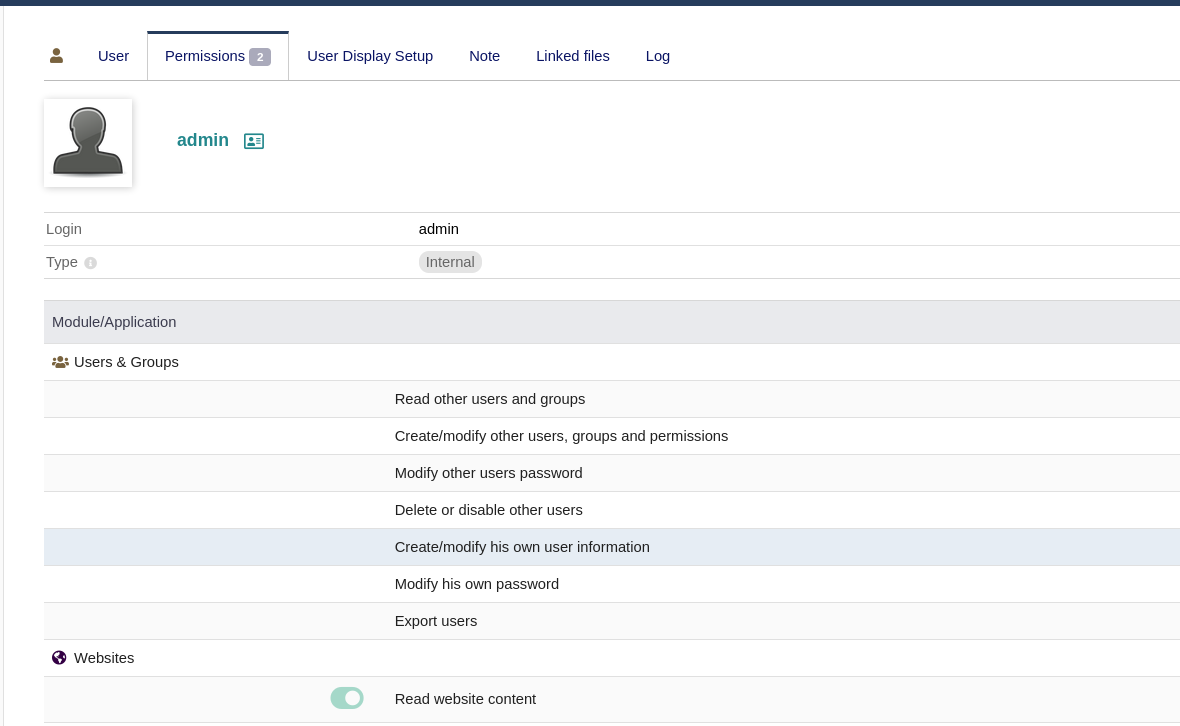 User Permissions 2 User Display Setup Note Linked files Log
admin
Login admin
Type Internal
Module/Application
Users & Groups
Read other users and groups
Create/modify other users, groups and permissions
Modify other users password
Delete or disable other users
Create/modify his own user information
Modify his own password
Export users
Websites
Read website content